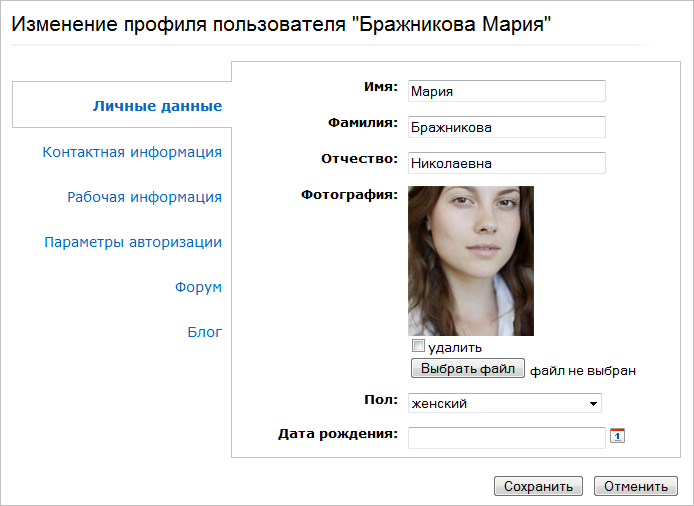 Изменение профиля пользователя "Бражникова Мария"
Личные данные
Контактная информация
Рабочая информация
Параметры авторизации
Форум
Блог
Имя: Мария
Фамилия: Бражникова
Отчество: Николаевна
Фотография:
удалить
Выбрать файл файл не выбран
Пол: женский
Дата рождения: 1
Сохранить Отменить